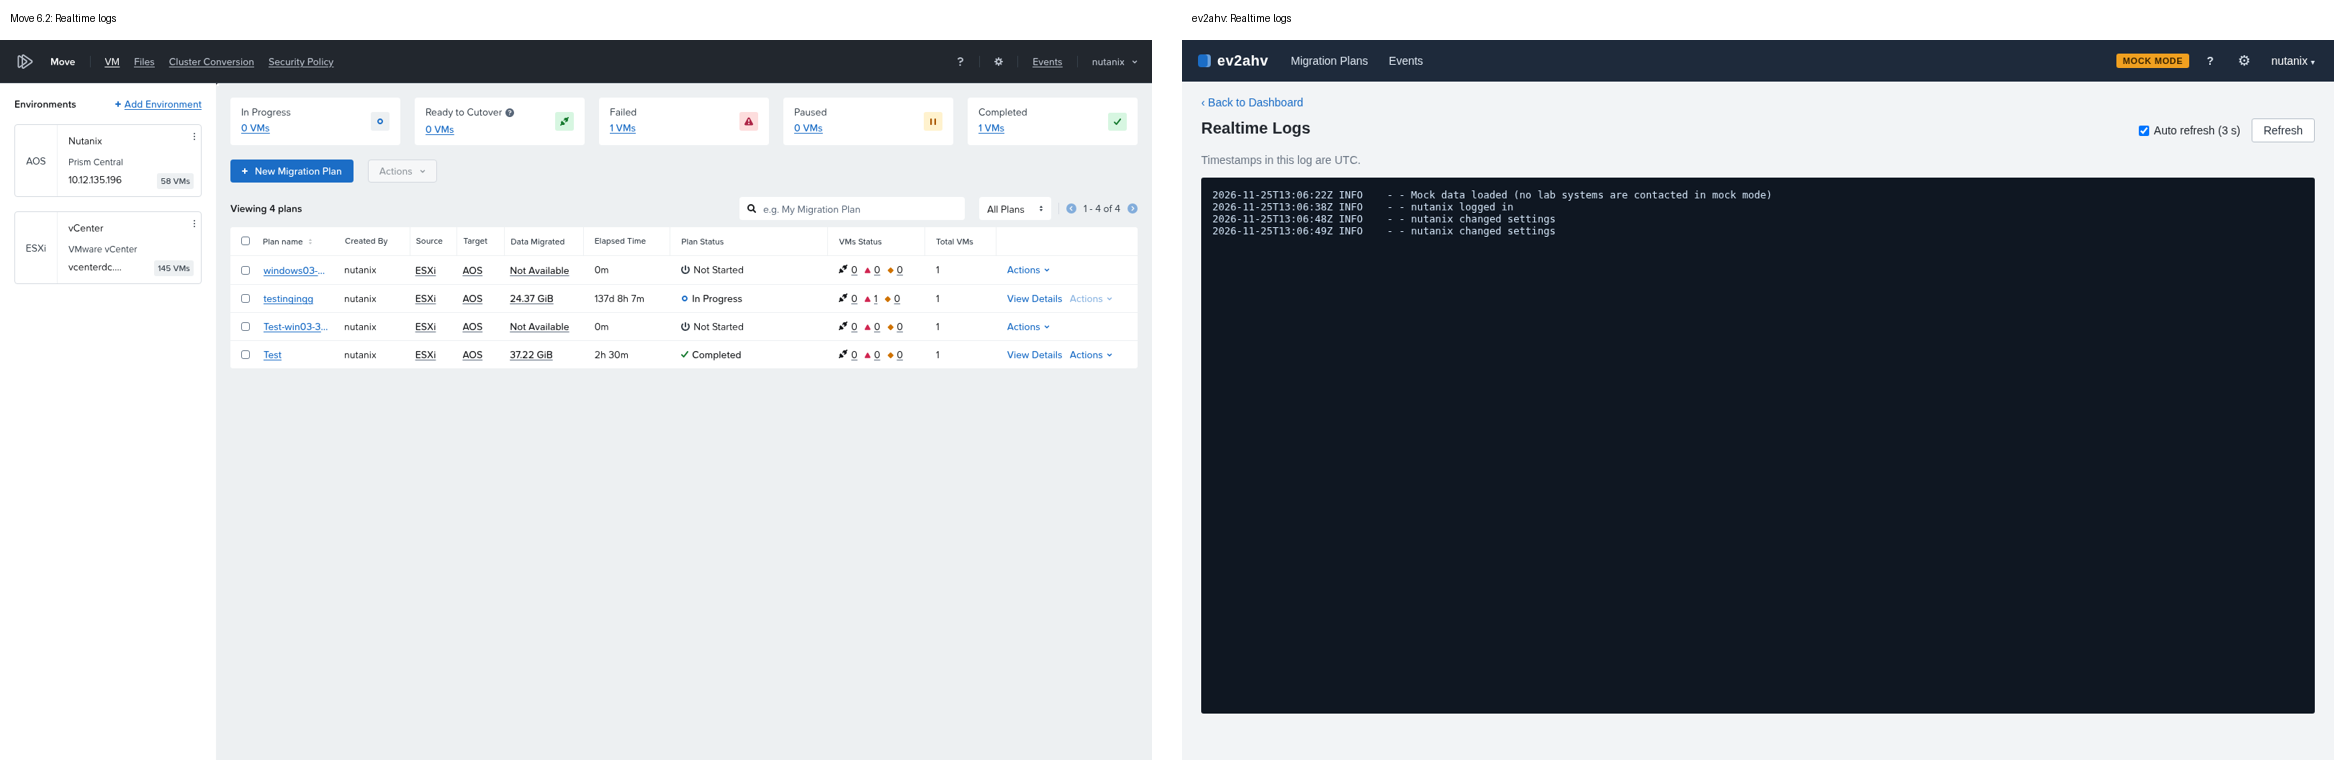 Move 6.2: Realtime logs
Move VM Files Cluster Conversion Security Policy ? Events nutanix
Environments + Add Environment
AOS
Nutanix
Prism Central
10.12.135.196 58 VMs
ESXi
vCenter
VMware vCenter
vcenterdc.... 145 VMs
In Progress
0 VMs
Ready to Cutover ?
0 VMs
Failed
1 VMs
Paused
0 VMs
Completed
1 VMs
+ New Migration Plan Actions
Viewing 4 plans e.g. My Migration Plan All Plans 1 - 4 of 4
Plan name Created By Source Target Data Migrated Elapsed Time Plan Status VMs Status Total VMs
windows03-... nutanix ESXi AOS Not Available 0m Not Started 0 0 0 1 Actions
testingingg nutanix ESXi AOS 24.37 GiB 137d 8h 7m In Progress 0 1 0 1 View Details Actions
Test-win03-3... nutanix ESXi AOS Not Available 0m Not Started 0 0 0 1 Actions
Test nutanix ESXi AOS 37.22 GiB 2h 30m Completed 0 0 0 1 View Details Actions
ev2ahv: Realtime logs
ev2ahv Migration Plans Events MOCK MODE ? nutanix
‹ Back to Dashboard
Realtime Logs Auto refresh (3 s) Refresh
Timestamps in this log are UTC.
2026-11-25T13:06:22Z INFO - - Mock data loaded (no lab systems are contacted in mock mode)
2026-11-25T13:06:38Z INFO - - nutanix logged in
2026-11-25T13:06:48Z INFO - - nutanix changed settings
2026-11-25T13:06:49Z INFO - - nutanix changed settings